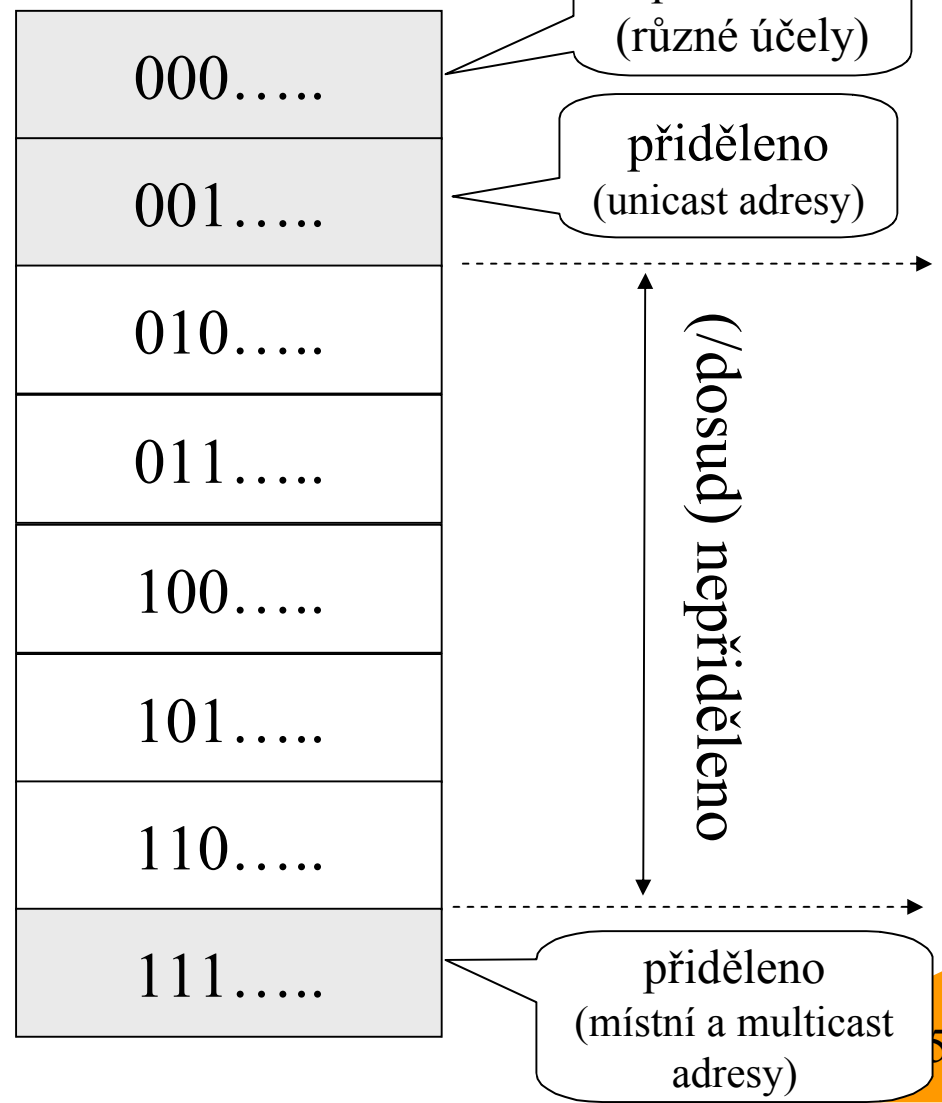 (různé účely)
000…..
přiděleno
(unicast adresy)
001…..
010…..
(/dosud) nepřiděleno
011…..
100…..
101…..
110…..
111…..
přiděleno
(místní a multicast
adresy)